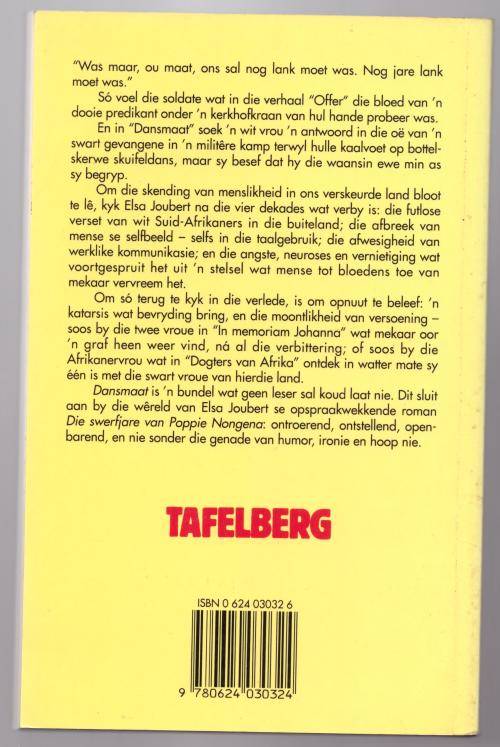 “Was maar, ou maat, ons sal nog lank moet was. Nog jare lank
moet was.”
Só voel die soldate wat in die verhaal “Offer” die bloed van ’n
dooie predikant onder ’n kerkhofkraan van hul hande probeer was.
En in “Dansmaat” soek ’n wit vrou ’n antwoord in die oë van ’n
swart gevangene in ’n militêre kamp terwyl hulle kaalvoet op bottel-
skerwe skuifeldans, maar sy besef dat hy die waansin ewe min as
sy begryp.
Om die skending van menslikheid in ons verskeurde land bloot
te lê, kyk Elsa Joubert na die vier dekades wat verby is: die futlose
verset van wit Suid-Afrikaners in die buiteland; die afbreek van
mense se selfbeeld – selfs in die taalgebruik; die afwesigheid van
werklike kommunikasie; en die angste, neuroses en vernietiging wat
voortgespruit het uit ’n stelsel wat mense tot bloedens toe van
mekaar vervreem het.
Om só terug te kyk in die verlede, is om opnuut te beleef: ’n
katarsis wat bevryding bring, en die moontlikheid van versoening –
soos by die twee vroue in “In memoriam Johanna” wat mekaar oor
’n graf heen weer vind, ná al die verbittering; of soos by die
Afrikanervrou wat in “Dogters van Afrika” ontdek in watter mate sy
één is met die swart vroue van hierdie land.
Dansmaat is ’n bundel wat geen leser sal koud laat nie. Dit sluit
aan by die wêreld van Elsa Joubert se opspraakwekkende roman
Die swerfjare van Poppie Nongena: ontroerend, ontstellend, open-
barend, en nie sonder die genade van humor, ironie en hoop nie.
TAFELBERG
ISBN 0 624 03032 6
9 780624 030324